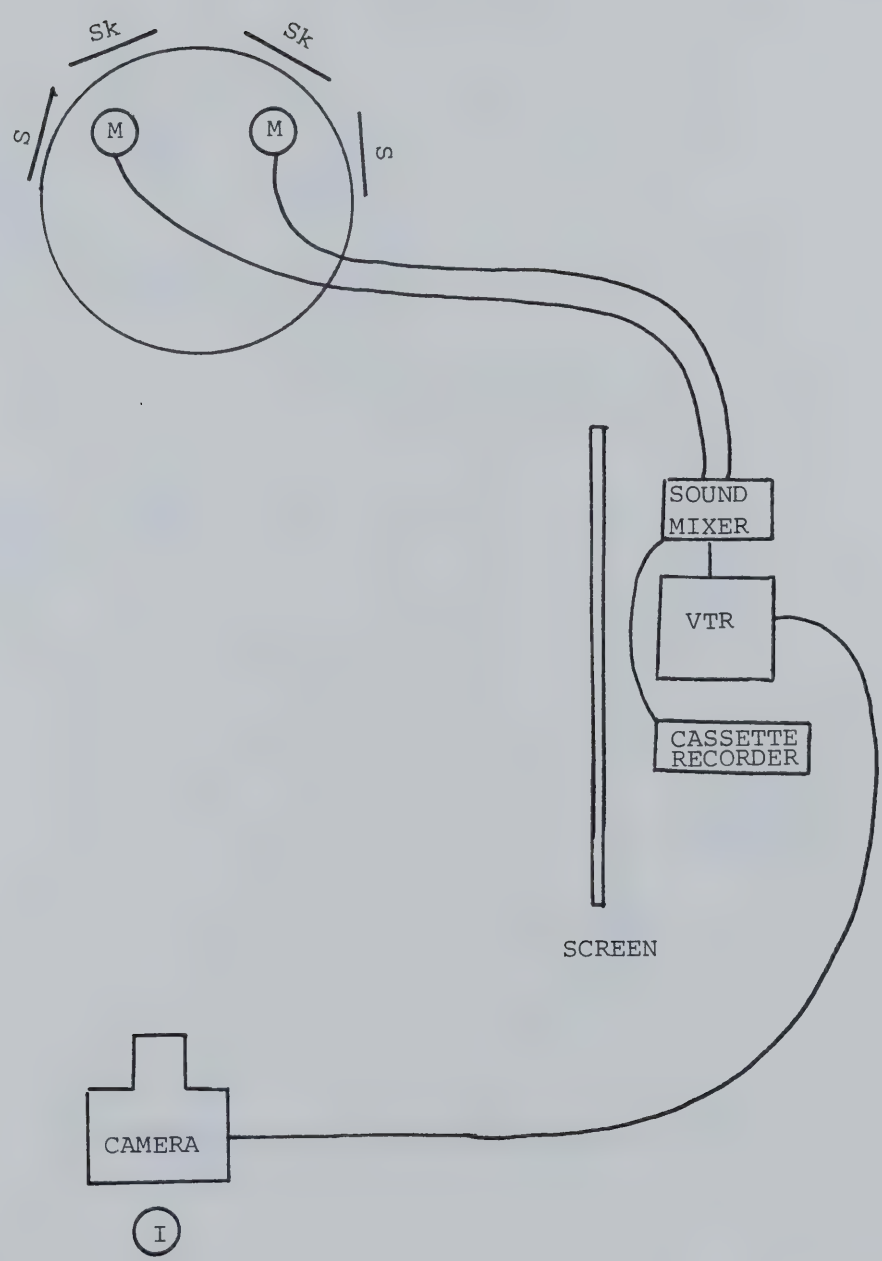 Sk
Sk
S
M
M
S
SOUND
MIXER
VTR
CASSETTE
RECORDER
SCREEN
CAMERA
I